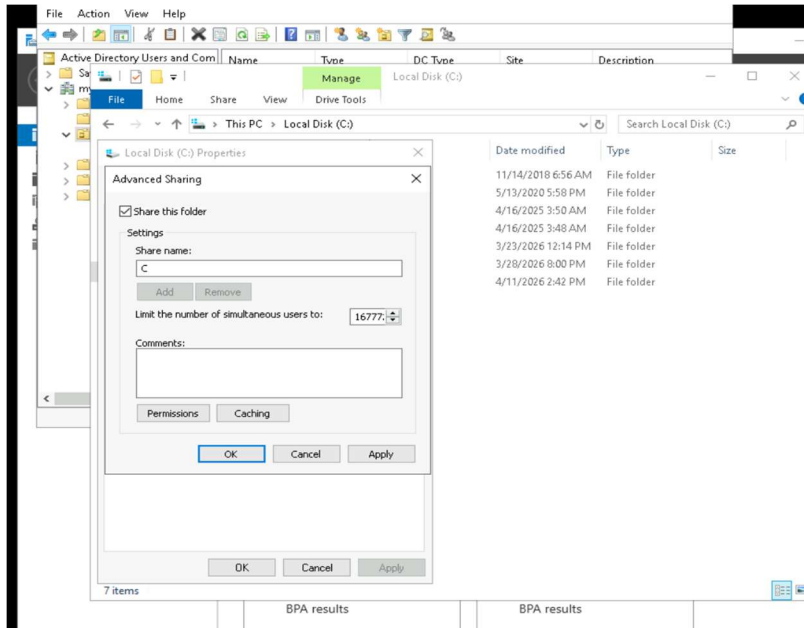 File Action View Help
Active Directory Users and Com
Name Type DC Type Site Description
Sa
my
Manage Local Disk (C:)
File Home Share View Drive Tools
This PC > Local Disk (C:)
Search Local Disk (C:)
Local Disk (C:) Properties
Date modified Type Size
Advanced Sharing
11/14/2018 6:56 AM File folder
5/13/2020 5:58 PM File folder
Share this folder
4/16/2025 3:50 AM File folder
Settings
4/16/2025 3:48 AM File folder
Share name:
3/23/2026 12:14 PM File folder
C
3/28/2026 8:00 PM File folder
Add Remove
4/11/2026 2:42 PM File folder
Limit the number of simultaneous users to: 16777
Comments:
Permissions Caching
OK Cancel Apply
OK Cancel Apply
7 items
BPA results BPA results